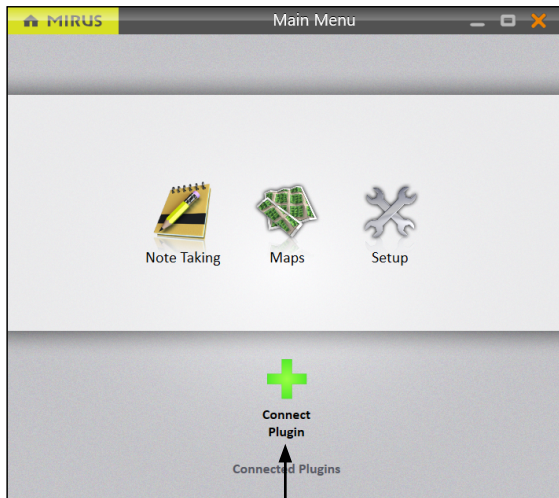 MIRUS Main Menu
Note Taking Maps Setup
Connect
Plugin
Connected Plugins